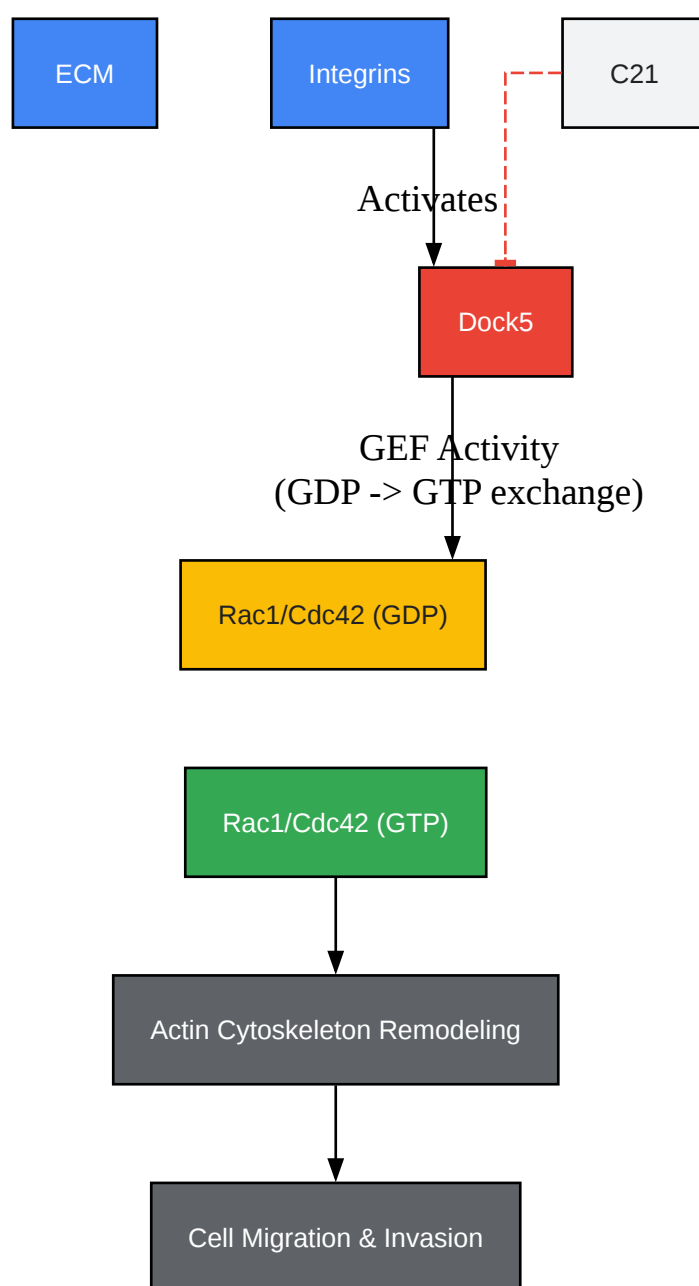 ECM
Integrins
C21
Activates
Dock5
GEF Activity
(GDP -> GTP exchange)
Rac1/Cdc42 (GDP)
Rac1/Cdc42 (GTP)
Actin Cytoskeleton Remodeling
Cell Migration & Invasion